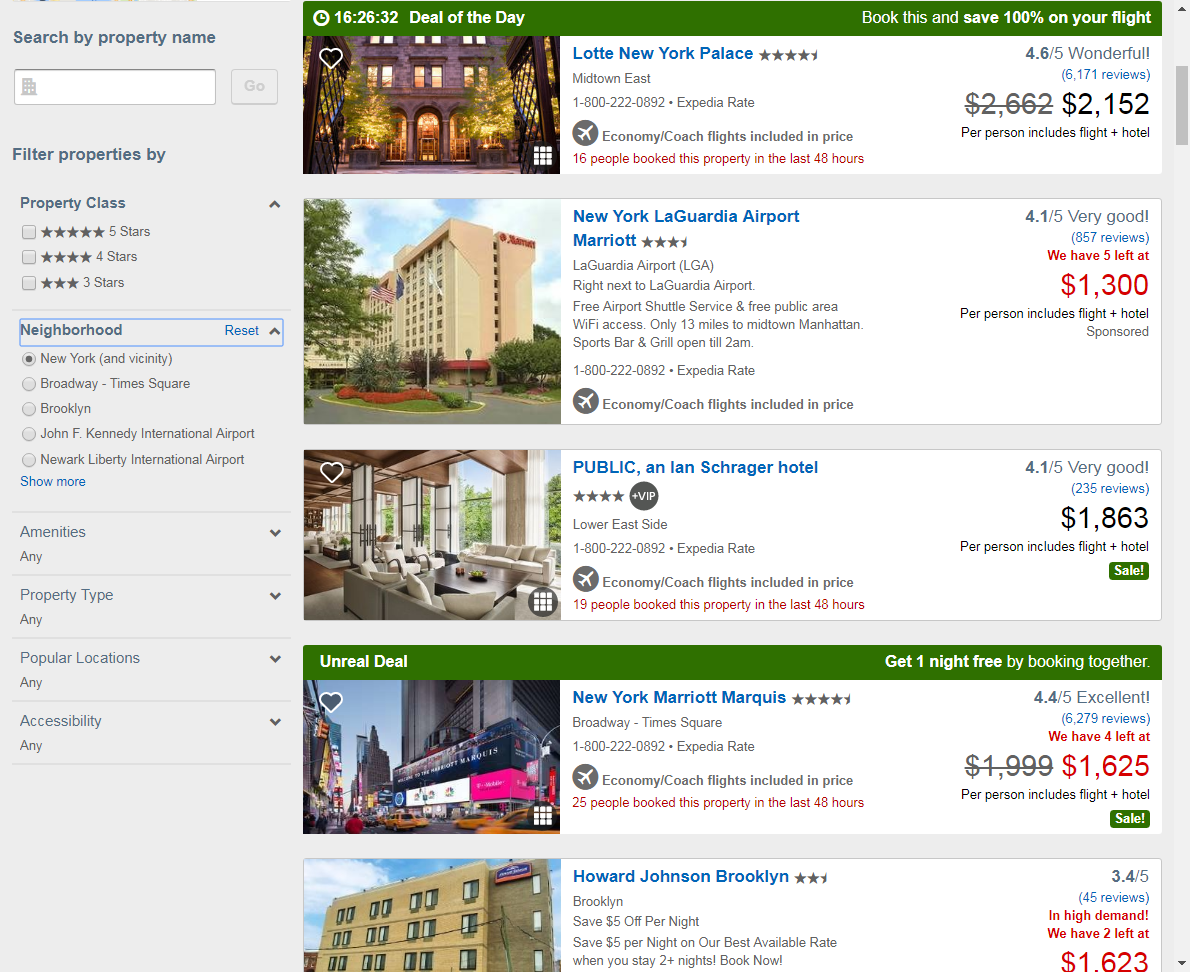 Search by property name
Go
Filter properties by
Property Class
5 Stars
4 Stars
3 Stars
Neighborhood Reset
New York (and vicinity)
Broadway - Times Square
Brooklyn
John F. Kennedy International Airport
Newark Liberty International Airport
Show more
Amenities
Any
Property Type
Any
Popular Locations
Any
Accessibility
Any
16:26:32 Deal of the Day Book this and save 100% on your flight
Lotte New York Palace 4.6/5 Wonderful!
Midtown East (6,171 reviews)
1-800-222-0892 • Expedia Rate $2,662 $2,152
Economy/Coach flights included in price Per person includes flight + hotel
16 people booked this property in the last 48 hours
Marriott
New York LaGuardia Airport 4.1/5 Very good!
Marriott (857 reviews)
We have 5 left at
LaGuardia Airport (LGA) $1,300
Right next to LaGuardia Airport.
Free Airport Shuttle Service & free public area Per person includes flight + hotel
WiFi access. Only 13 miles to midtown Manhattan. Sponsored
Sports Bar & Grill open till 2am.
1-800-222-0892 • Expedia Rate
Economy/Coach flights included in price
PUBLIC, an Ian Schrager hotel 4.1/5 Very good!
+VIP (235 reviews)
Lower East Side $1,863
1-800-222-0892 • Expedia Rate Per person includes flight + hotel
Economy/Coach flights included in price Sale!
19 people booked this property in the last 48 hours
Unreal Deal Get 1 night free by booking together.
WELCOME TO THE MARRIOTT MARQUIS
New York Marriott Marquis 4.4/5 Excellent!
Broadway - Times Square (6,279 reviews)
1-800-222-0892 • Expedia Rate We have 4 left at
$1,999 $1,625
Economy/Coach flights included in price Per person includes flight + hotel
25 people booked this property in the last 48 hours Sale!
Howard Johnson Brooklyn 3.4/5
Brooklyn (45 reviews)
Save $5 Off Per Night In high demand!
Save $5 per Night on Our Best Available Rate We have 2 left at
when you stay 2+ nights! Book Now! $1,623